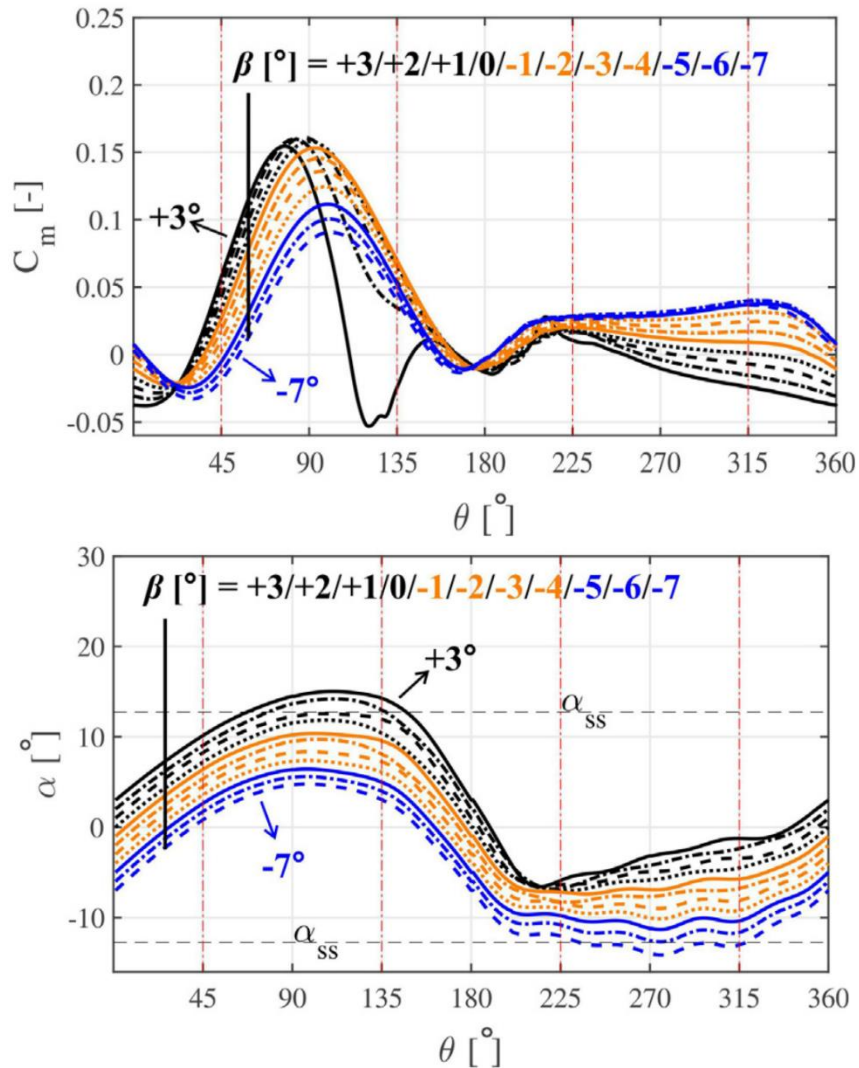 0.25
β [°] = +3/+2/+1/0/-1/-2/-3/-4/-5/-6/-7
0.2
0.15
+3°
0.1
C_m [-]
0.05
0
-7°
-0.05
45 90 135 180 225 270 315 360
θ [°]
30
β [°] = +3/+2/+1/0/-1/-2/-3/-4/-5/-6/-7
20
+3°
α_ss
10
α [°]
0
-7°
-10
α_ss
45 90 135 180 225 270 315 360
θ [°]